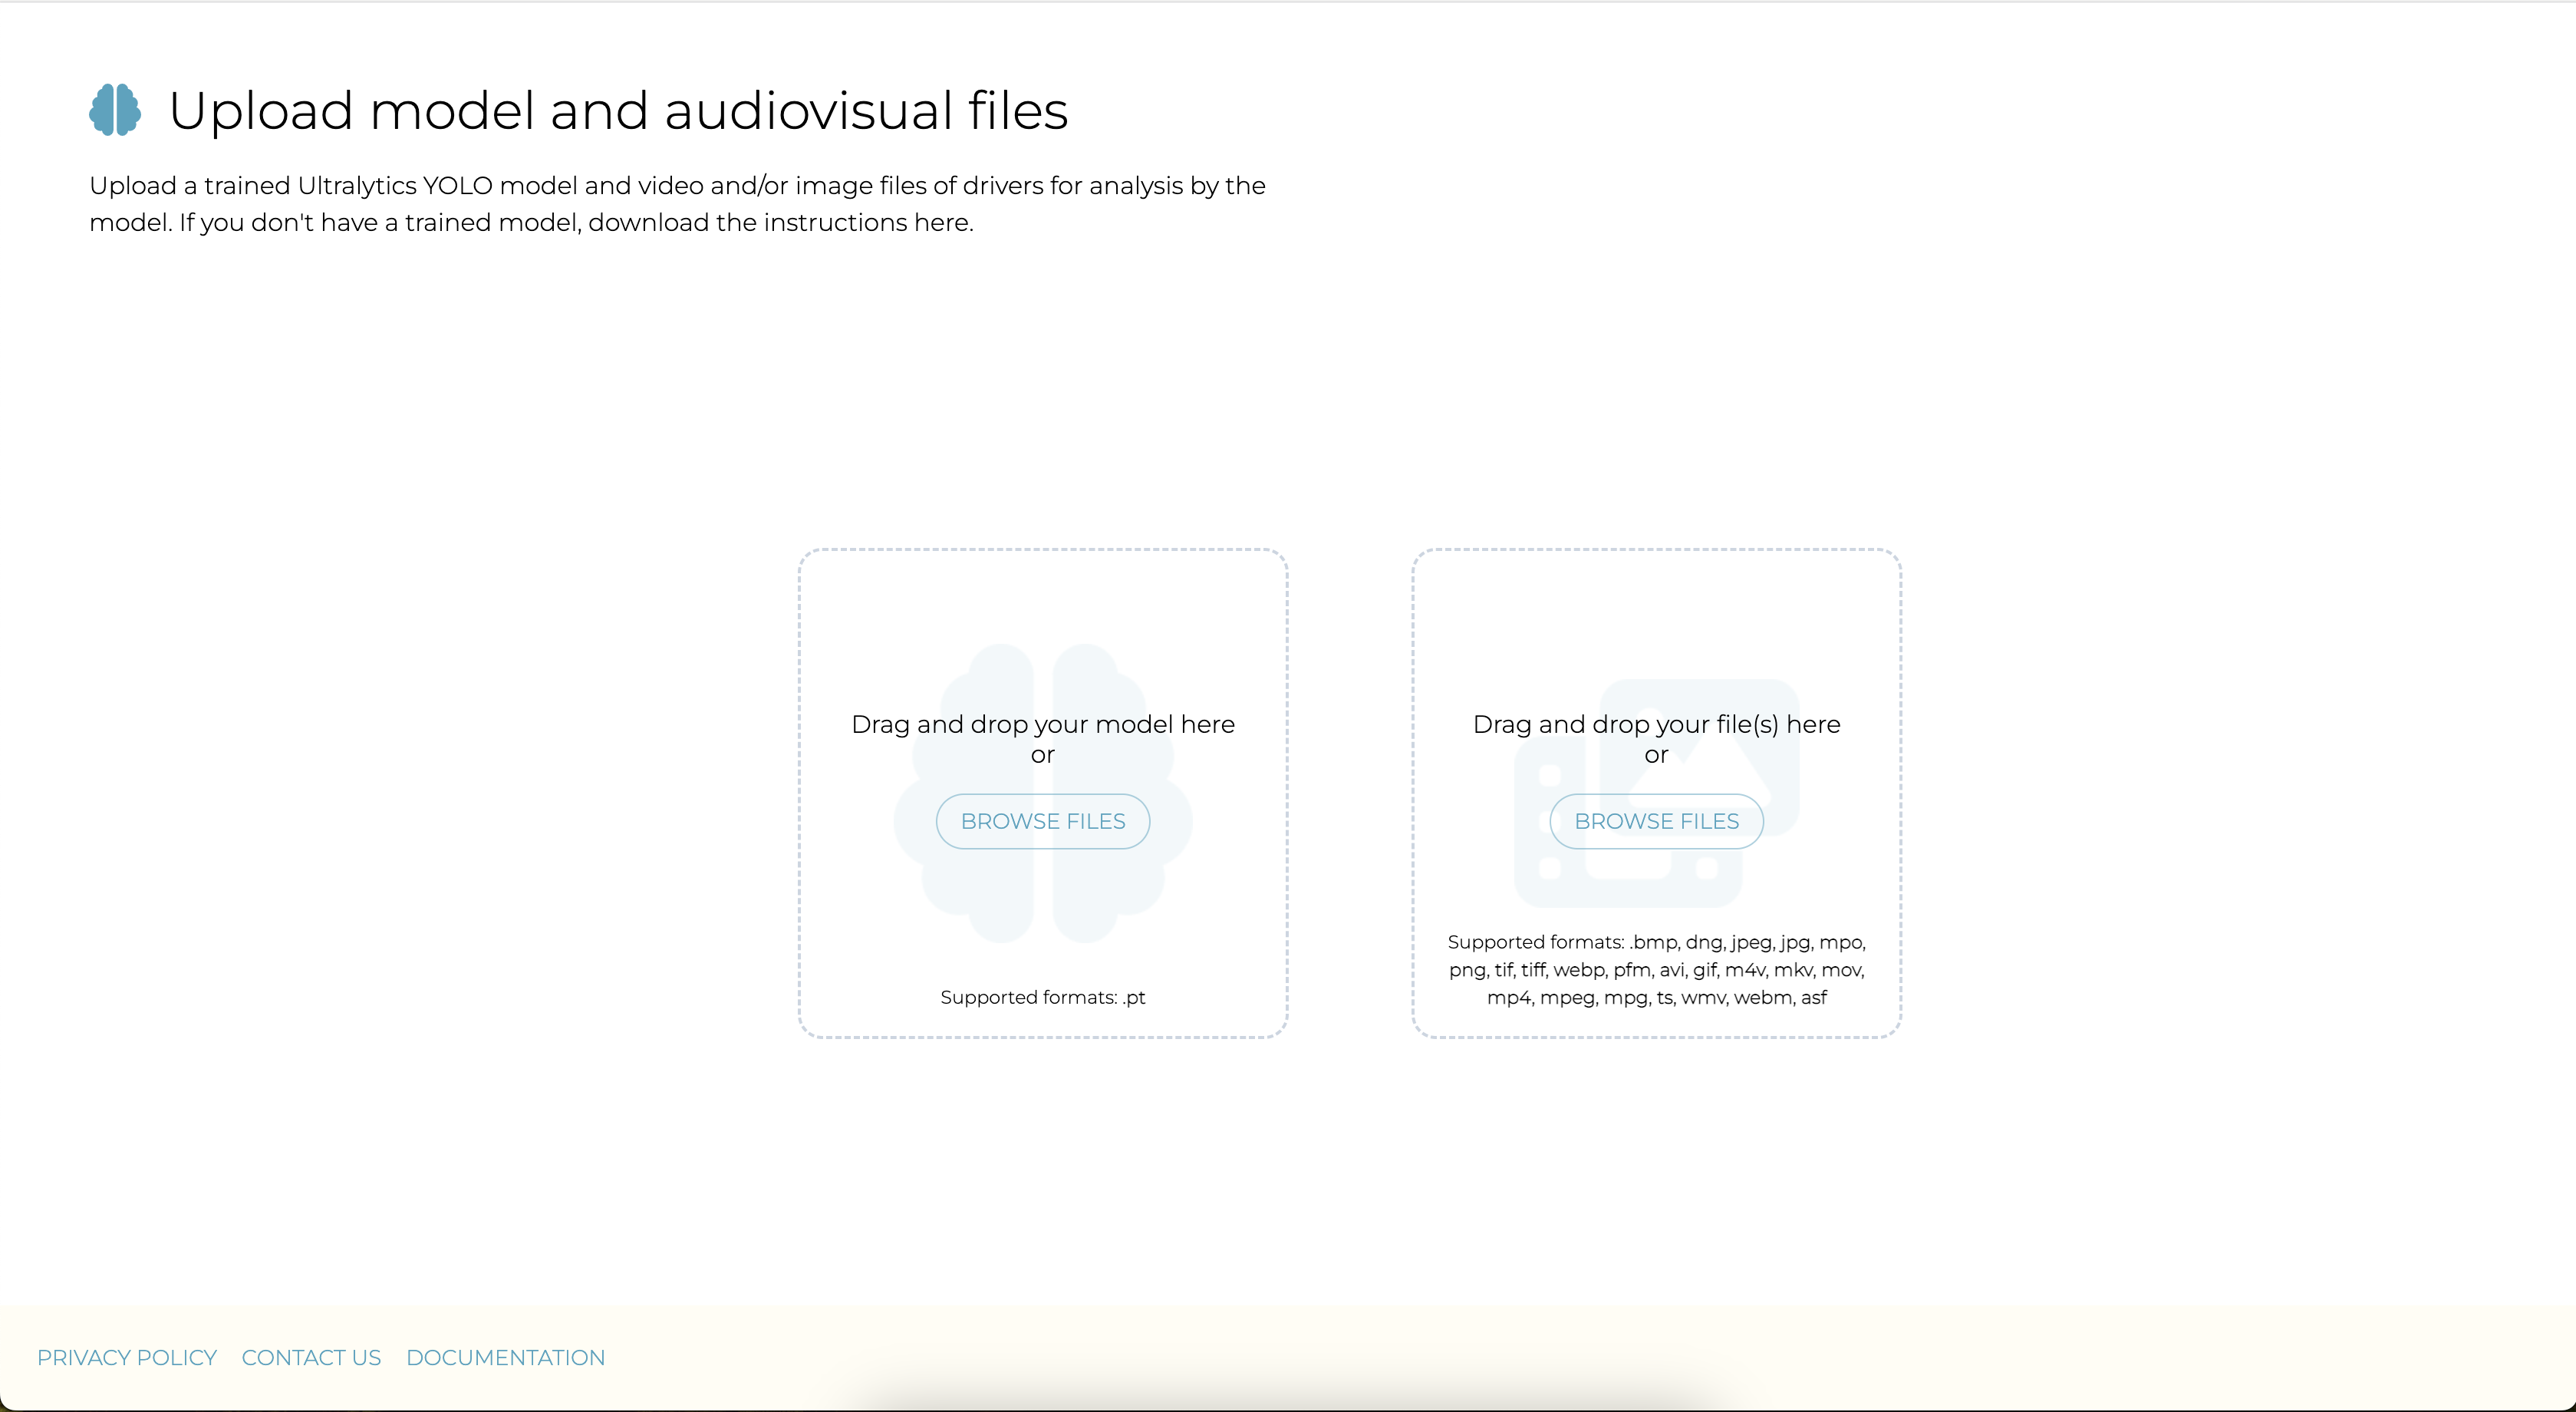 Upload model and audiovisual files
Upload a trained Ultralytics YOLO model and video and/or image files of drivers for analysis by the
model. If you don't have a trained model, download the instructions here.
Drag and drop your model here
or
BROWSE FILES
Supported formats: .pt
Drag and drop your file(s) here
or
BROWSE FILES
Supported formats: .bmp, dng, jpeg, jpg, mpo,
png, tif, tiff, webp, pfm, avi, gif, m4v, mkv, mov,
mp4, mpeg, mpg, ts, wmv, webm, asf
PRIVACY POLICY CONTACT US DOCUMENTATION